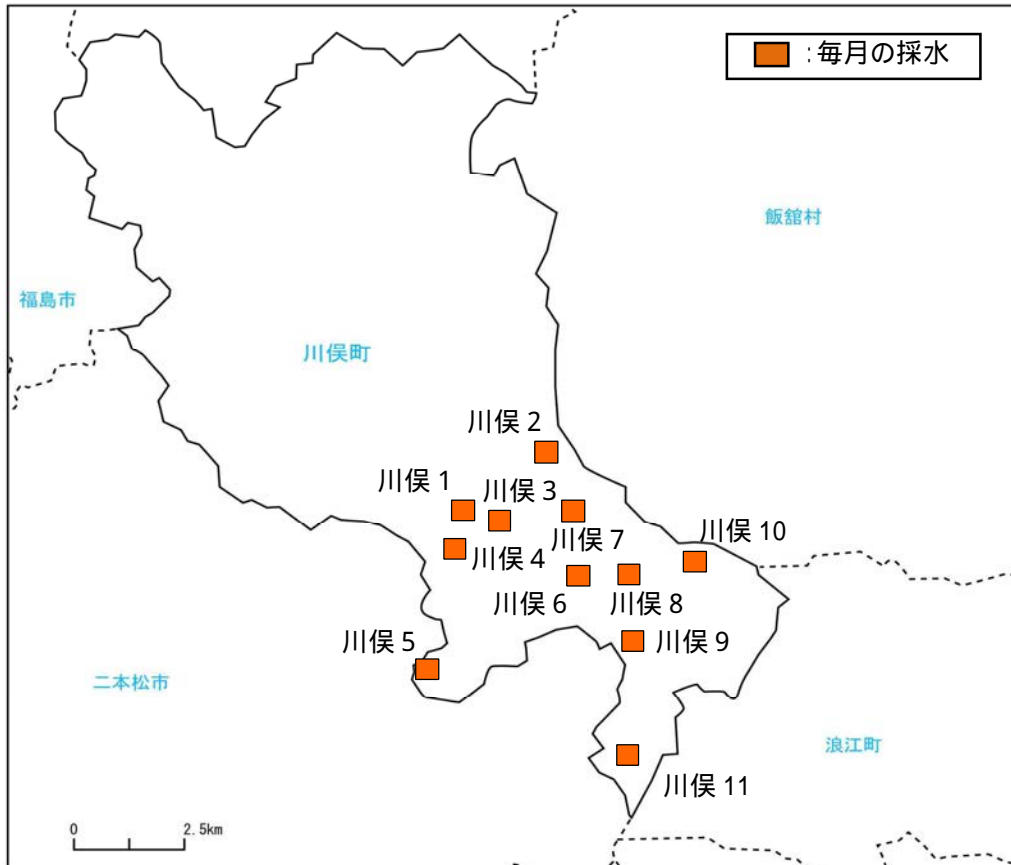 :毎月の採水
飯舘村
福島市
川俣町
川俣 2
川俣 1
川俣 3
川俣 10
川俣 7
川俣 4
川俣 6
川俣 8
川俣 5
川俣 9
二本松市
浪江町
川俣 11
0 2.5km